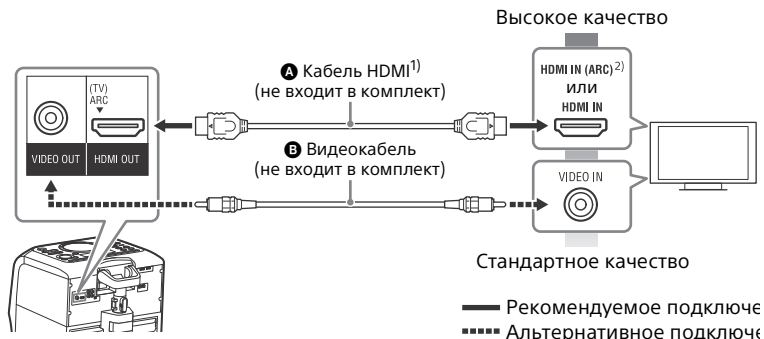 Высокое качество
(TV)
ARC
VIDEO OUT
HDMI OUT
A Кабель HDMI1)
(не входит в комплект)
HDMI IN (ARC)2)
или
HDMI IN
B Видеокабель
(не входит в комплект)
VIDEO IN
Стандартное качество
Рекомендуемое подключе
Альтернативное подключе